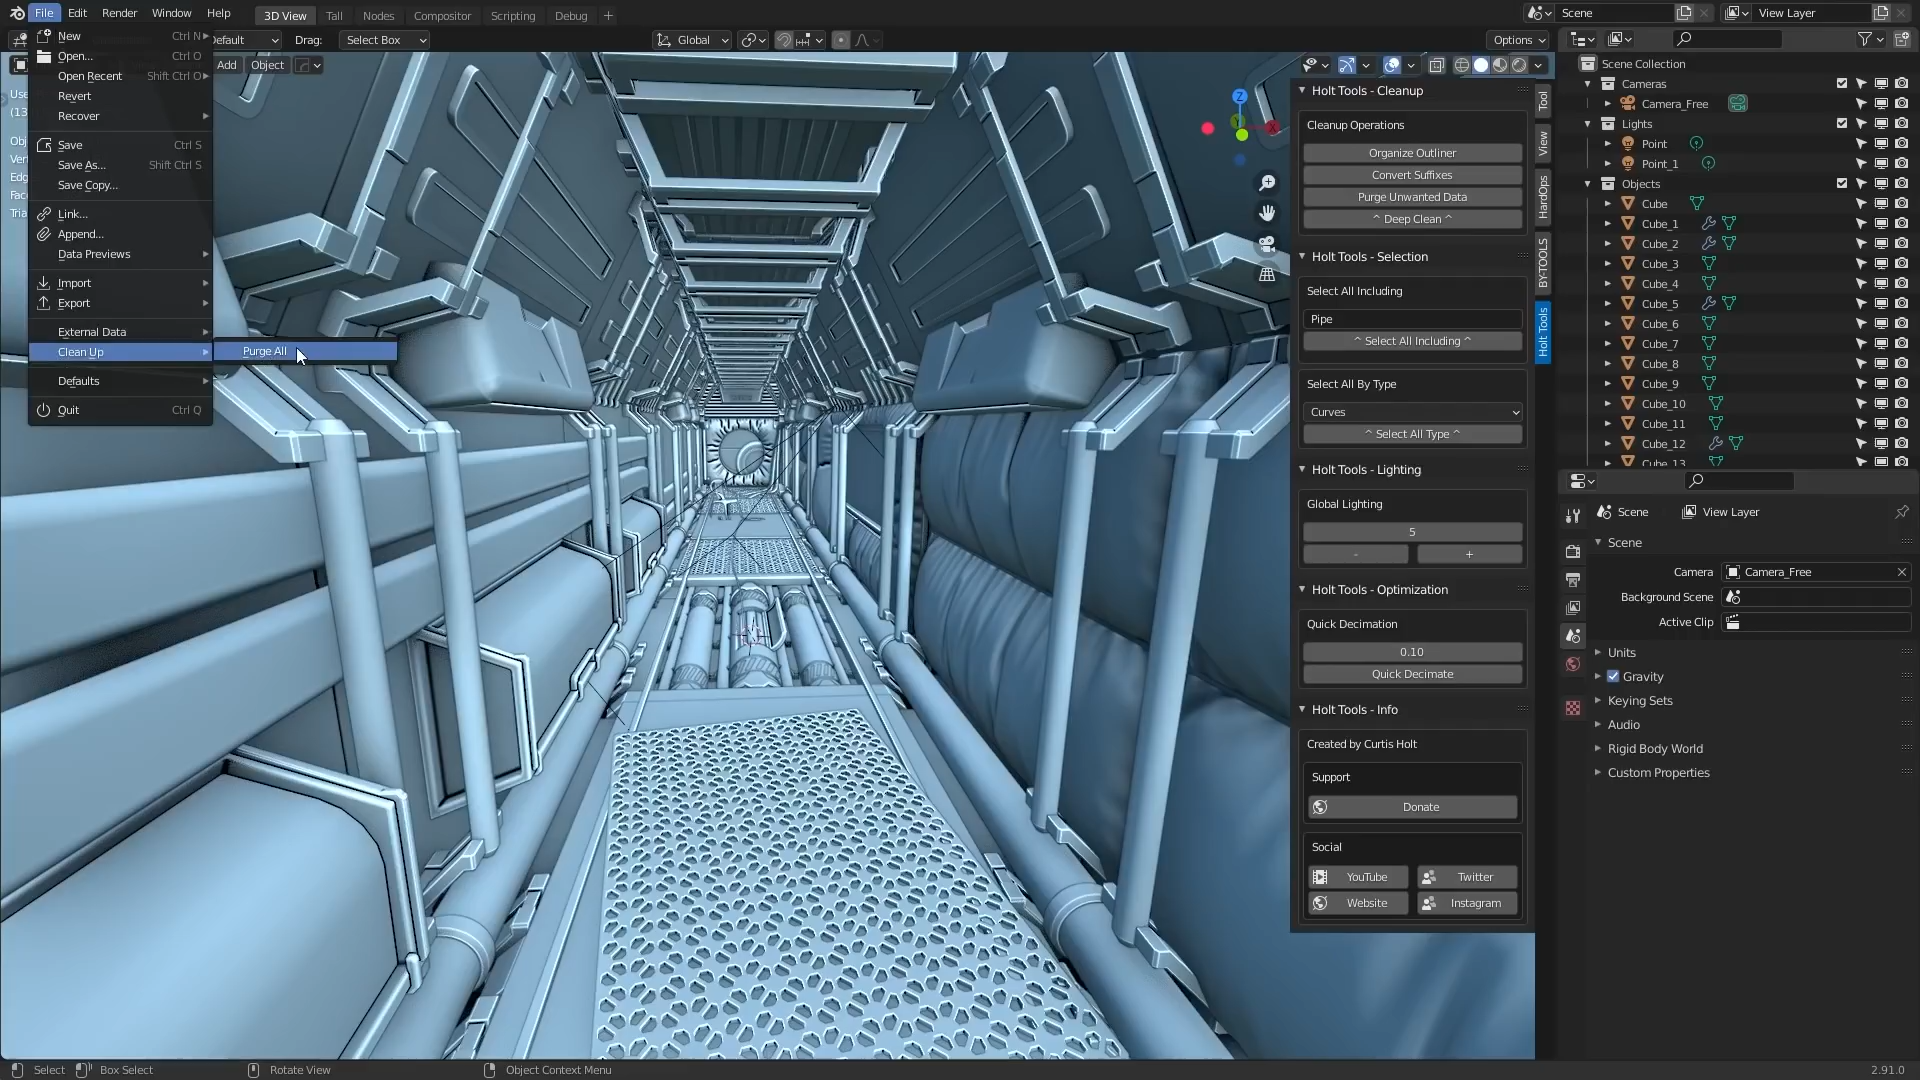 File Edit Render Window Help
3D View Tall Nodes Compositor Scripting Debug +
Scene
View Layer
Default Drag: Select Box
Global
Options
Add Object
New Ctrl N
Open... Ctrl O
Open Recent Shift Ctrl O
Revert
Recover
Save Ctrl S
Save As... Shift Ctrl S
Save Copy...
Link...
Append...
Data Previews
Import
Export
External Data
Clean Up
Purge All
Defaults
Quit Ctrl Q
Use
(13
Obj
Ver
Edg
Fac
Tria
Z
X
Holt Tools - Cleanup
Cleanup Operations
Organize Outliner
Convert Suffixes
Purge Unwanted Data
^ Deep Clean ^
Holt Tools - Selection
Select All Including
Pipe
^ Select All Including ^
Select All By Type
Curves
^ Select All Type ^
Holt Tools - Lighting
Global Lighting
5
- +
Holt Tools - Optimization
Quick Decimation
0.10
Quick Decimate
Holt Tools - Info
Created by Curtis Holt
Support
Donate
Social
YouTube Twitter
Website Instagram
Tool
View
HardOps
BY-TOOLS
Holt Tools
Scene Collection
Cameras
Camera_Free
Lights
Point
Point_1
Objects
Cube
Cube_1
Cube_2
Cube_3
Cube_4
Cube_5
Cube_6
Cube_7
Cube_8
Cube_9
Cube_10
Cube_11
Cube_12
Cube_13
Scene View Layer
Scene
Camera Camera_Free
Background Scene
Active Clip
Units
Gravity
Keying Sets
Audio
Rigid Body World
Custom Properties
Select Box Select Rotate View Object Context Menu 2.91.0